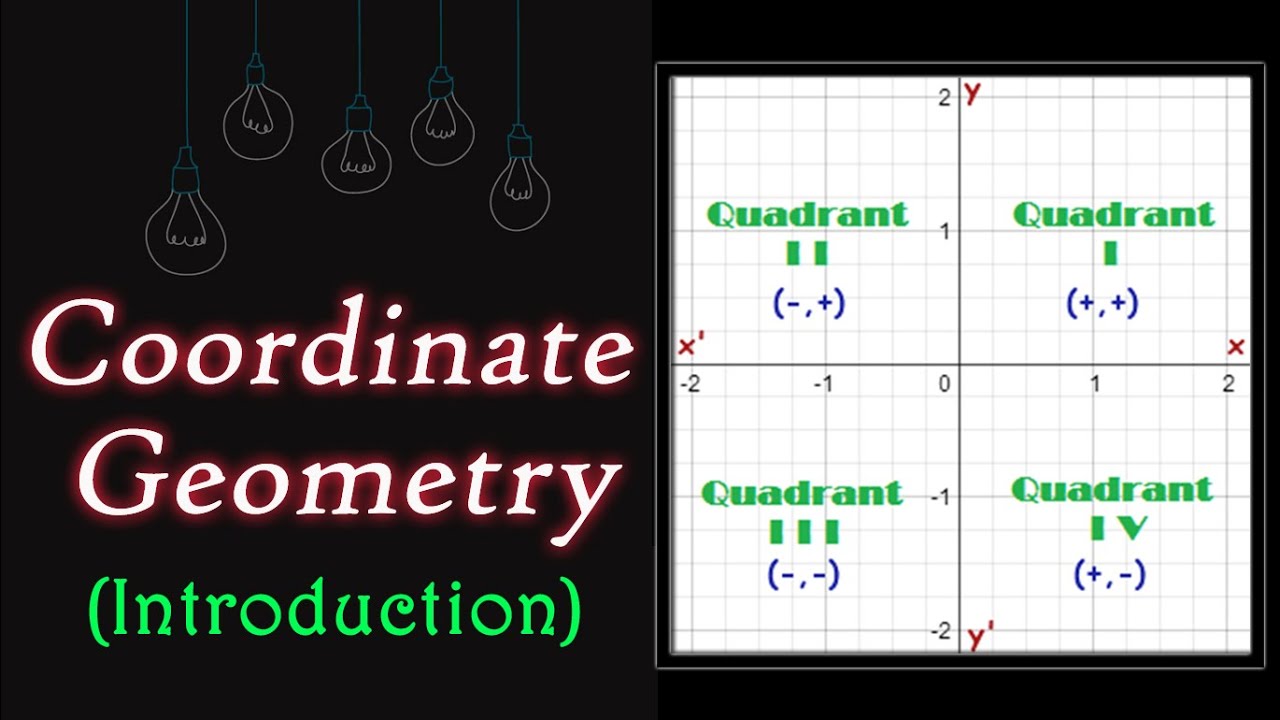 Coordinate
Geometry
(Introduction)
2 y
Quadrant Quadrant
II 1 I
(-,+) (+,+)
x' x
-2 -1 0 1 2
Quadrant -1 Quadrant
III IV
(-,-) (+,-)
-2 y'